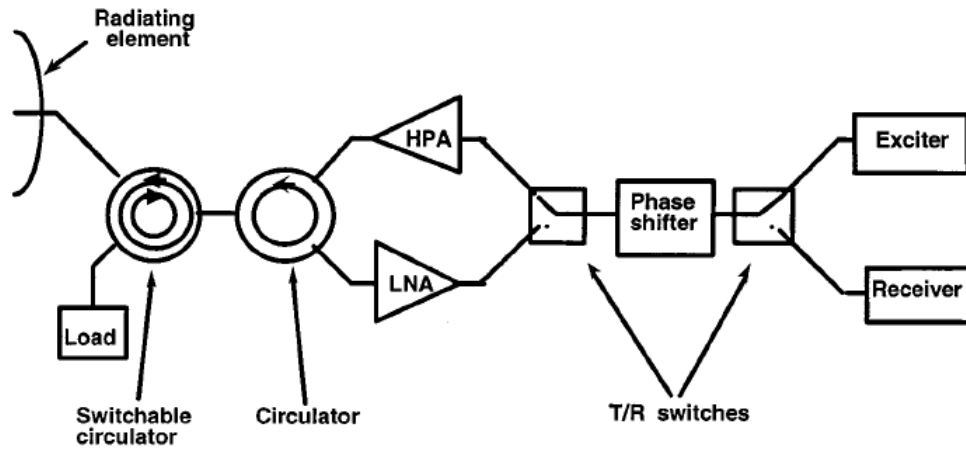 Radiating
element
HPA
Exciter
Phase
shifter
LNA
Receiver
Load
Switchable
circulator
Circulator
T/R switches